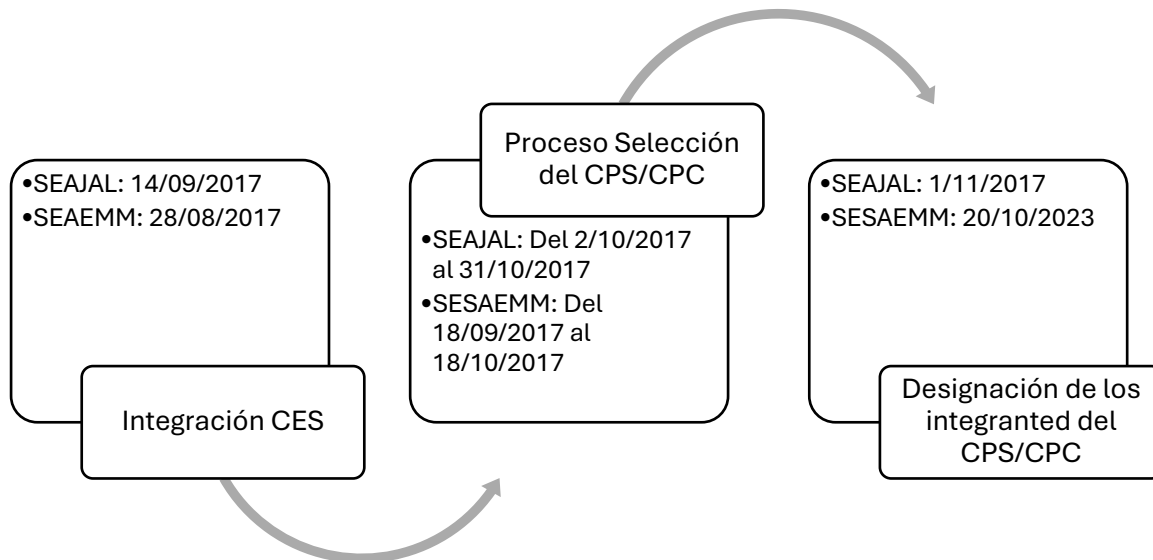 •SEAJAL: 14/09/2017
•SEAEMM: 28/08/2017
Integración CES
Proceso Selección
del CPS/CPC
•SEAJAL: Del 2/10/2017
al 31/10/2017
•SESAEMM: Del
18/09/2017 al
18/10/2017
•SEAJAL: 1/11/2017
•SESAEMM: 20/10/2023
Designación de los
integranted del
CPS/CPC